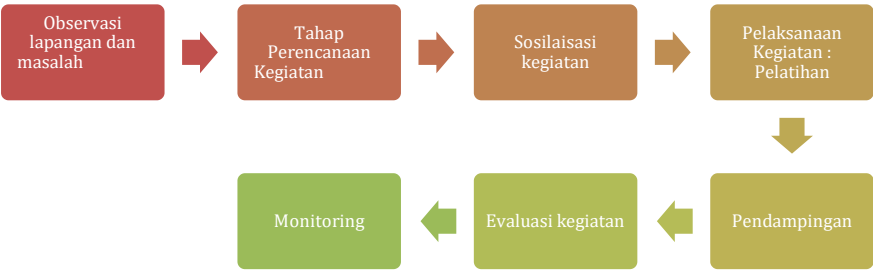 Observasi
lapangan dan
masalah
Tahap
Perencanaan
Kegiatan
Sosilaisasi
kegiatan
Pelaksanaan
Kegiatan :
Pelatihan
Pendampingan
Evaluasi kegiatan
Monitoring